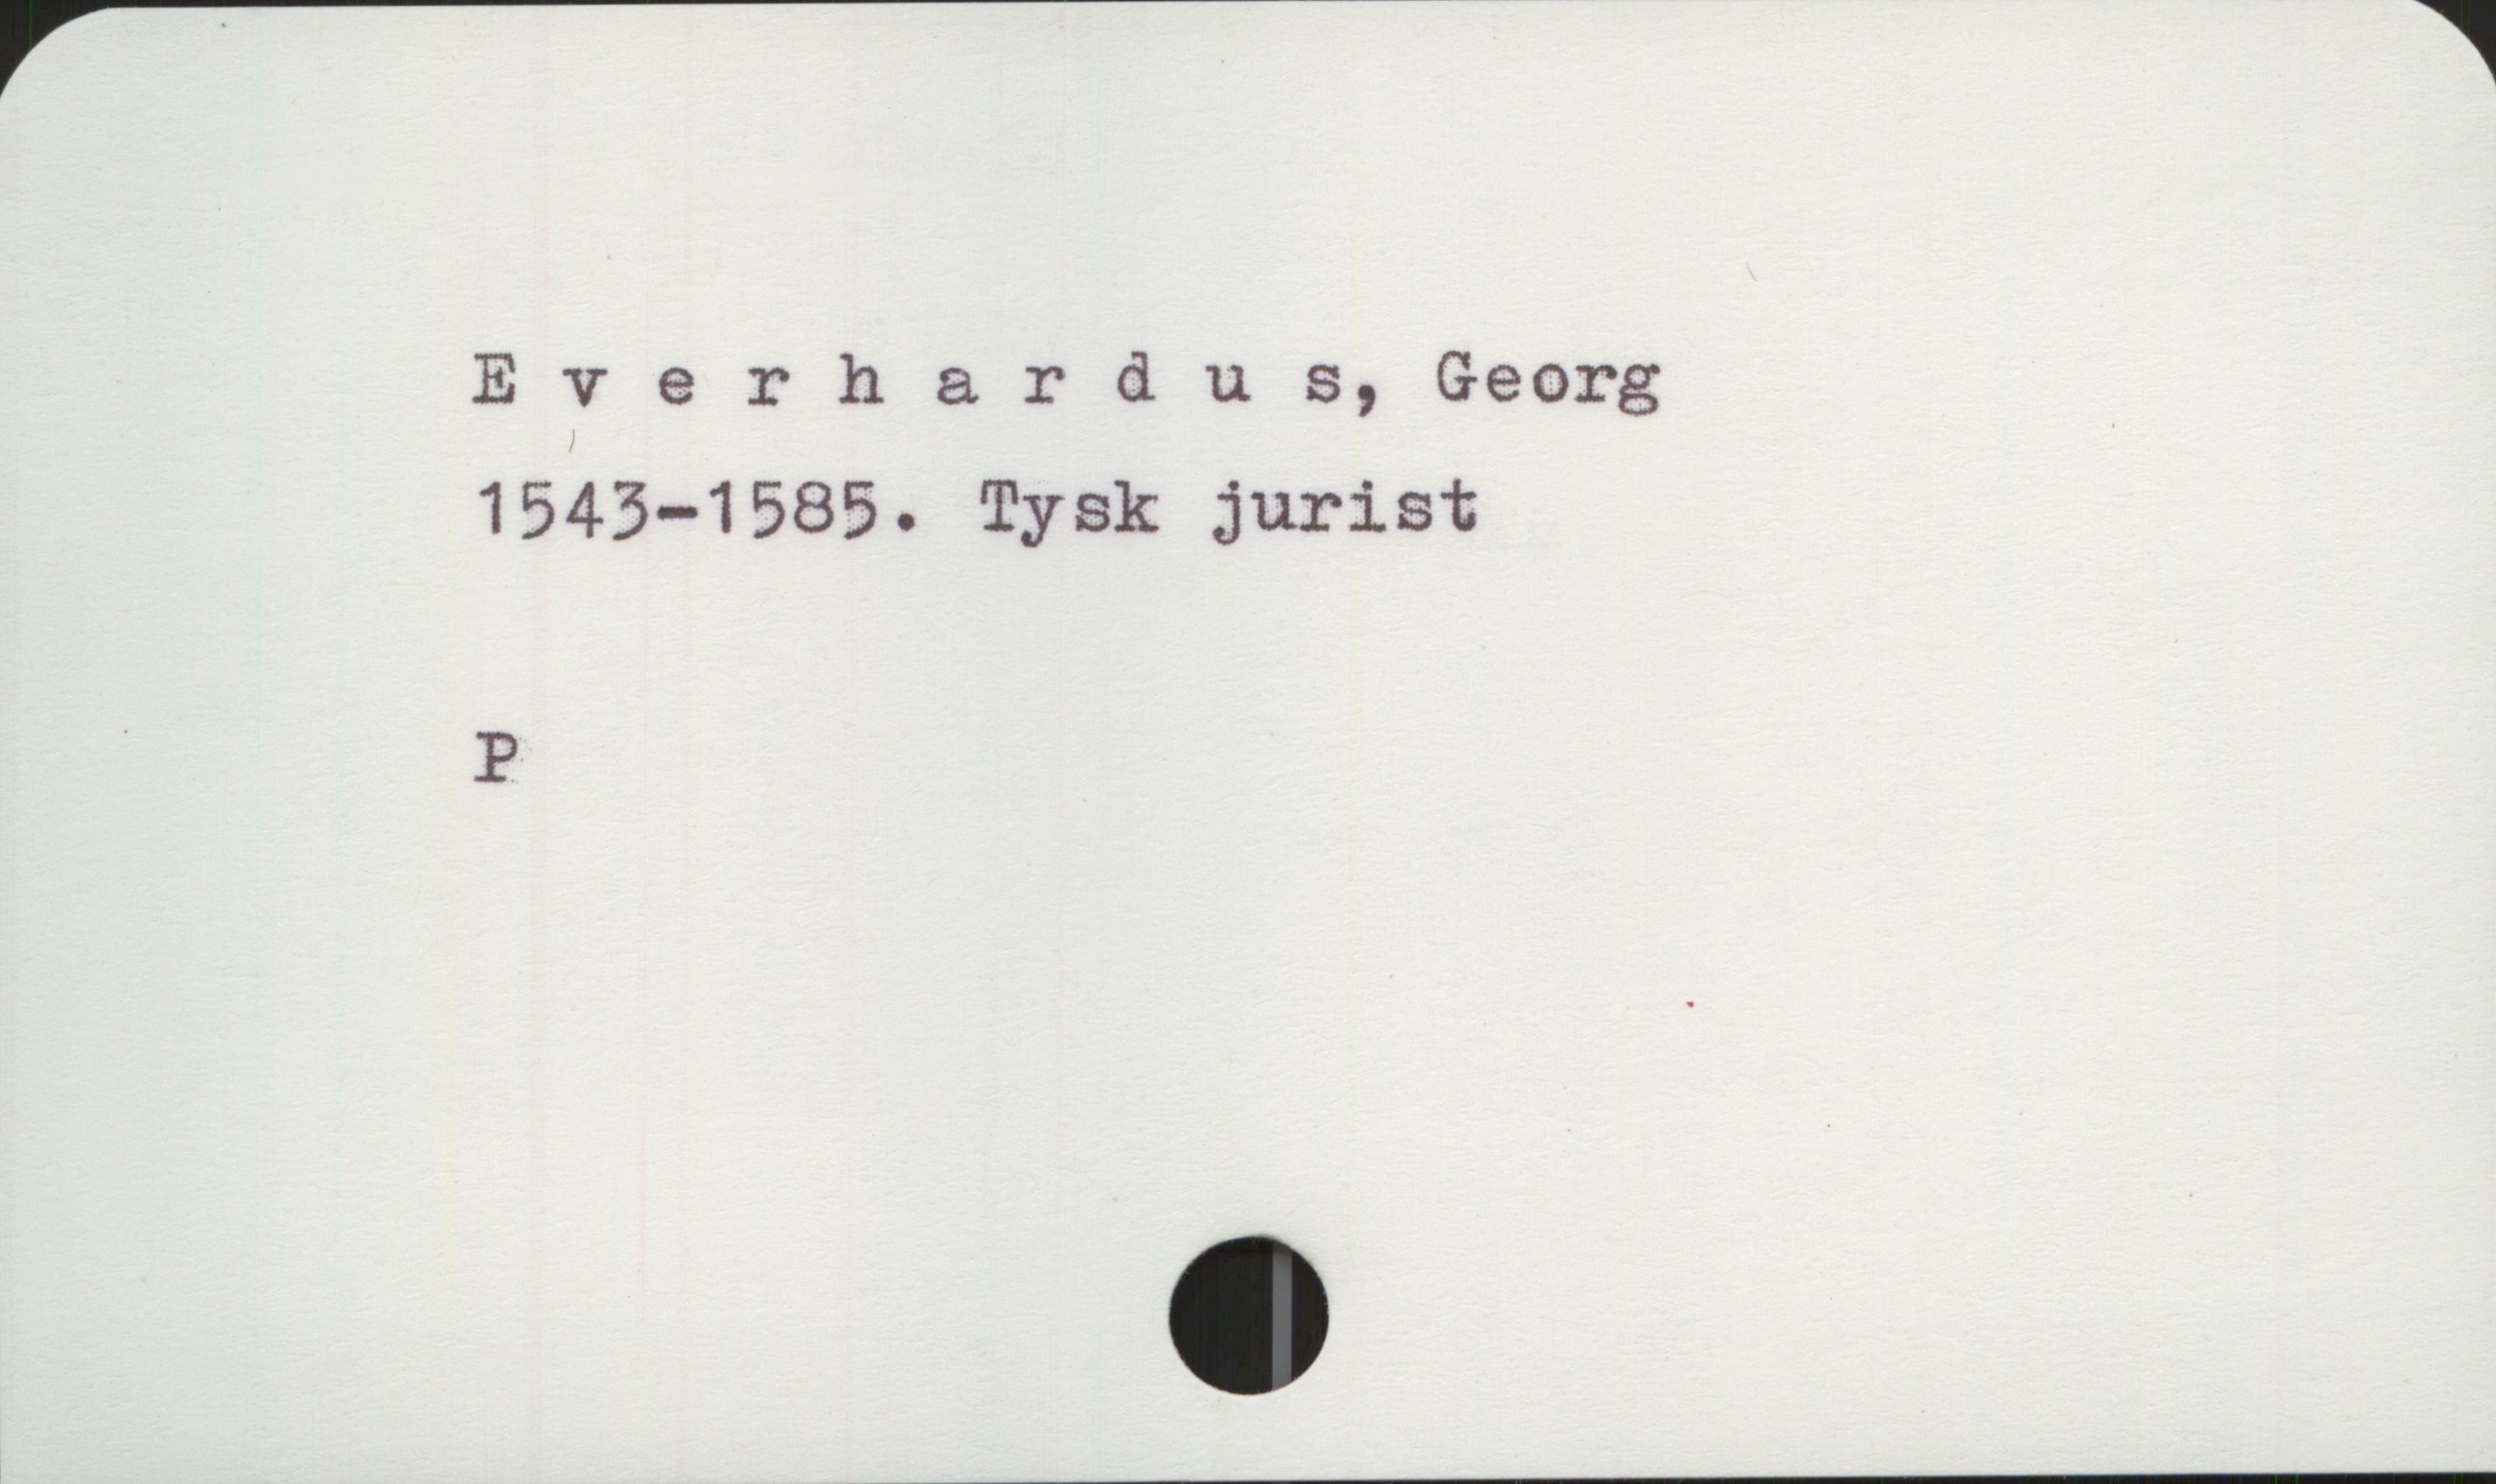 E v e r h a r d u s, Georg
1543-1585. Tysk jurist
P